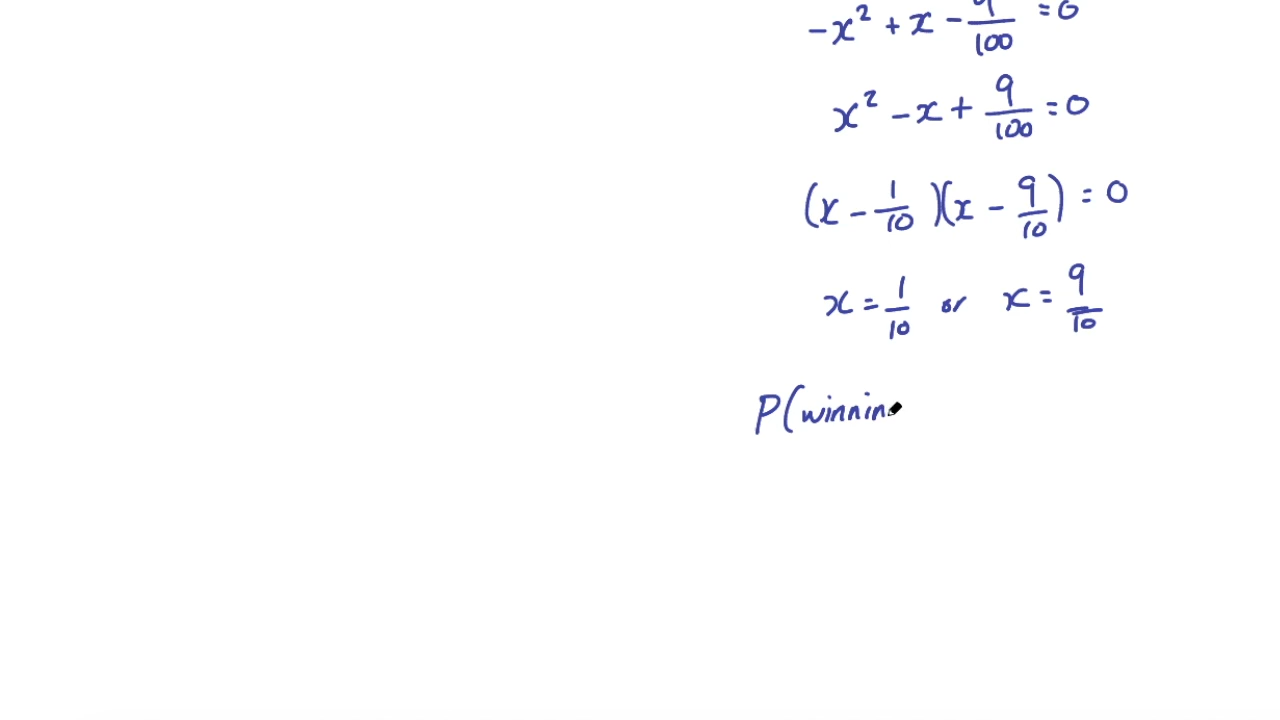 -x² + x - 9/100 = 0
x² - x + 9/100 = 0
(x - 1/10)(x - 9/10) = 0
x = 1/10 or x = 9/10
P(winnin